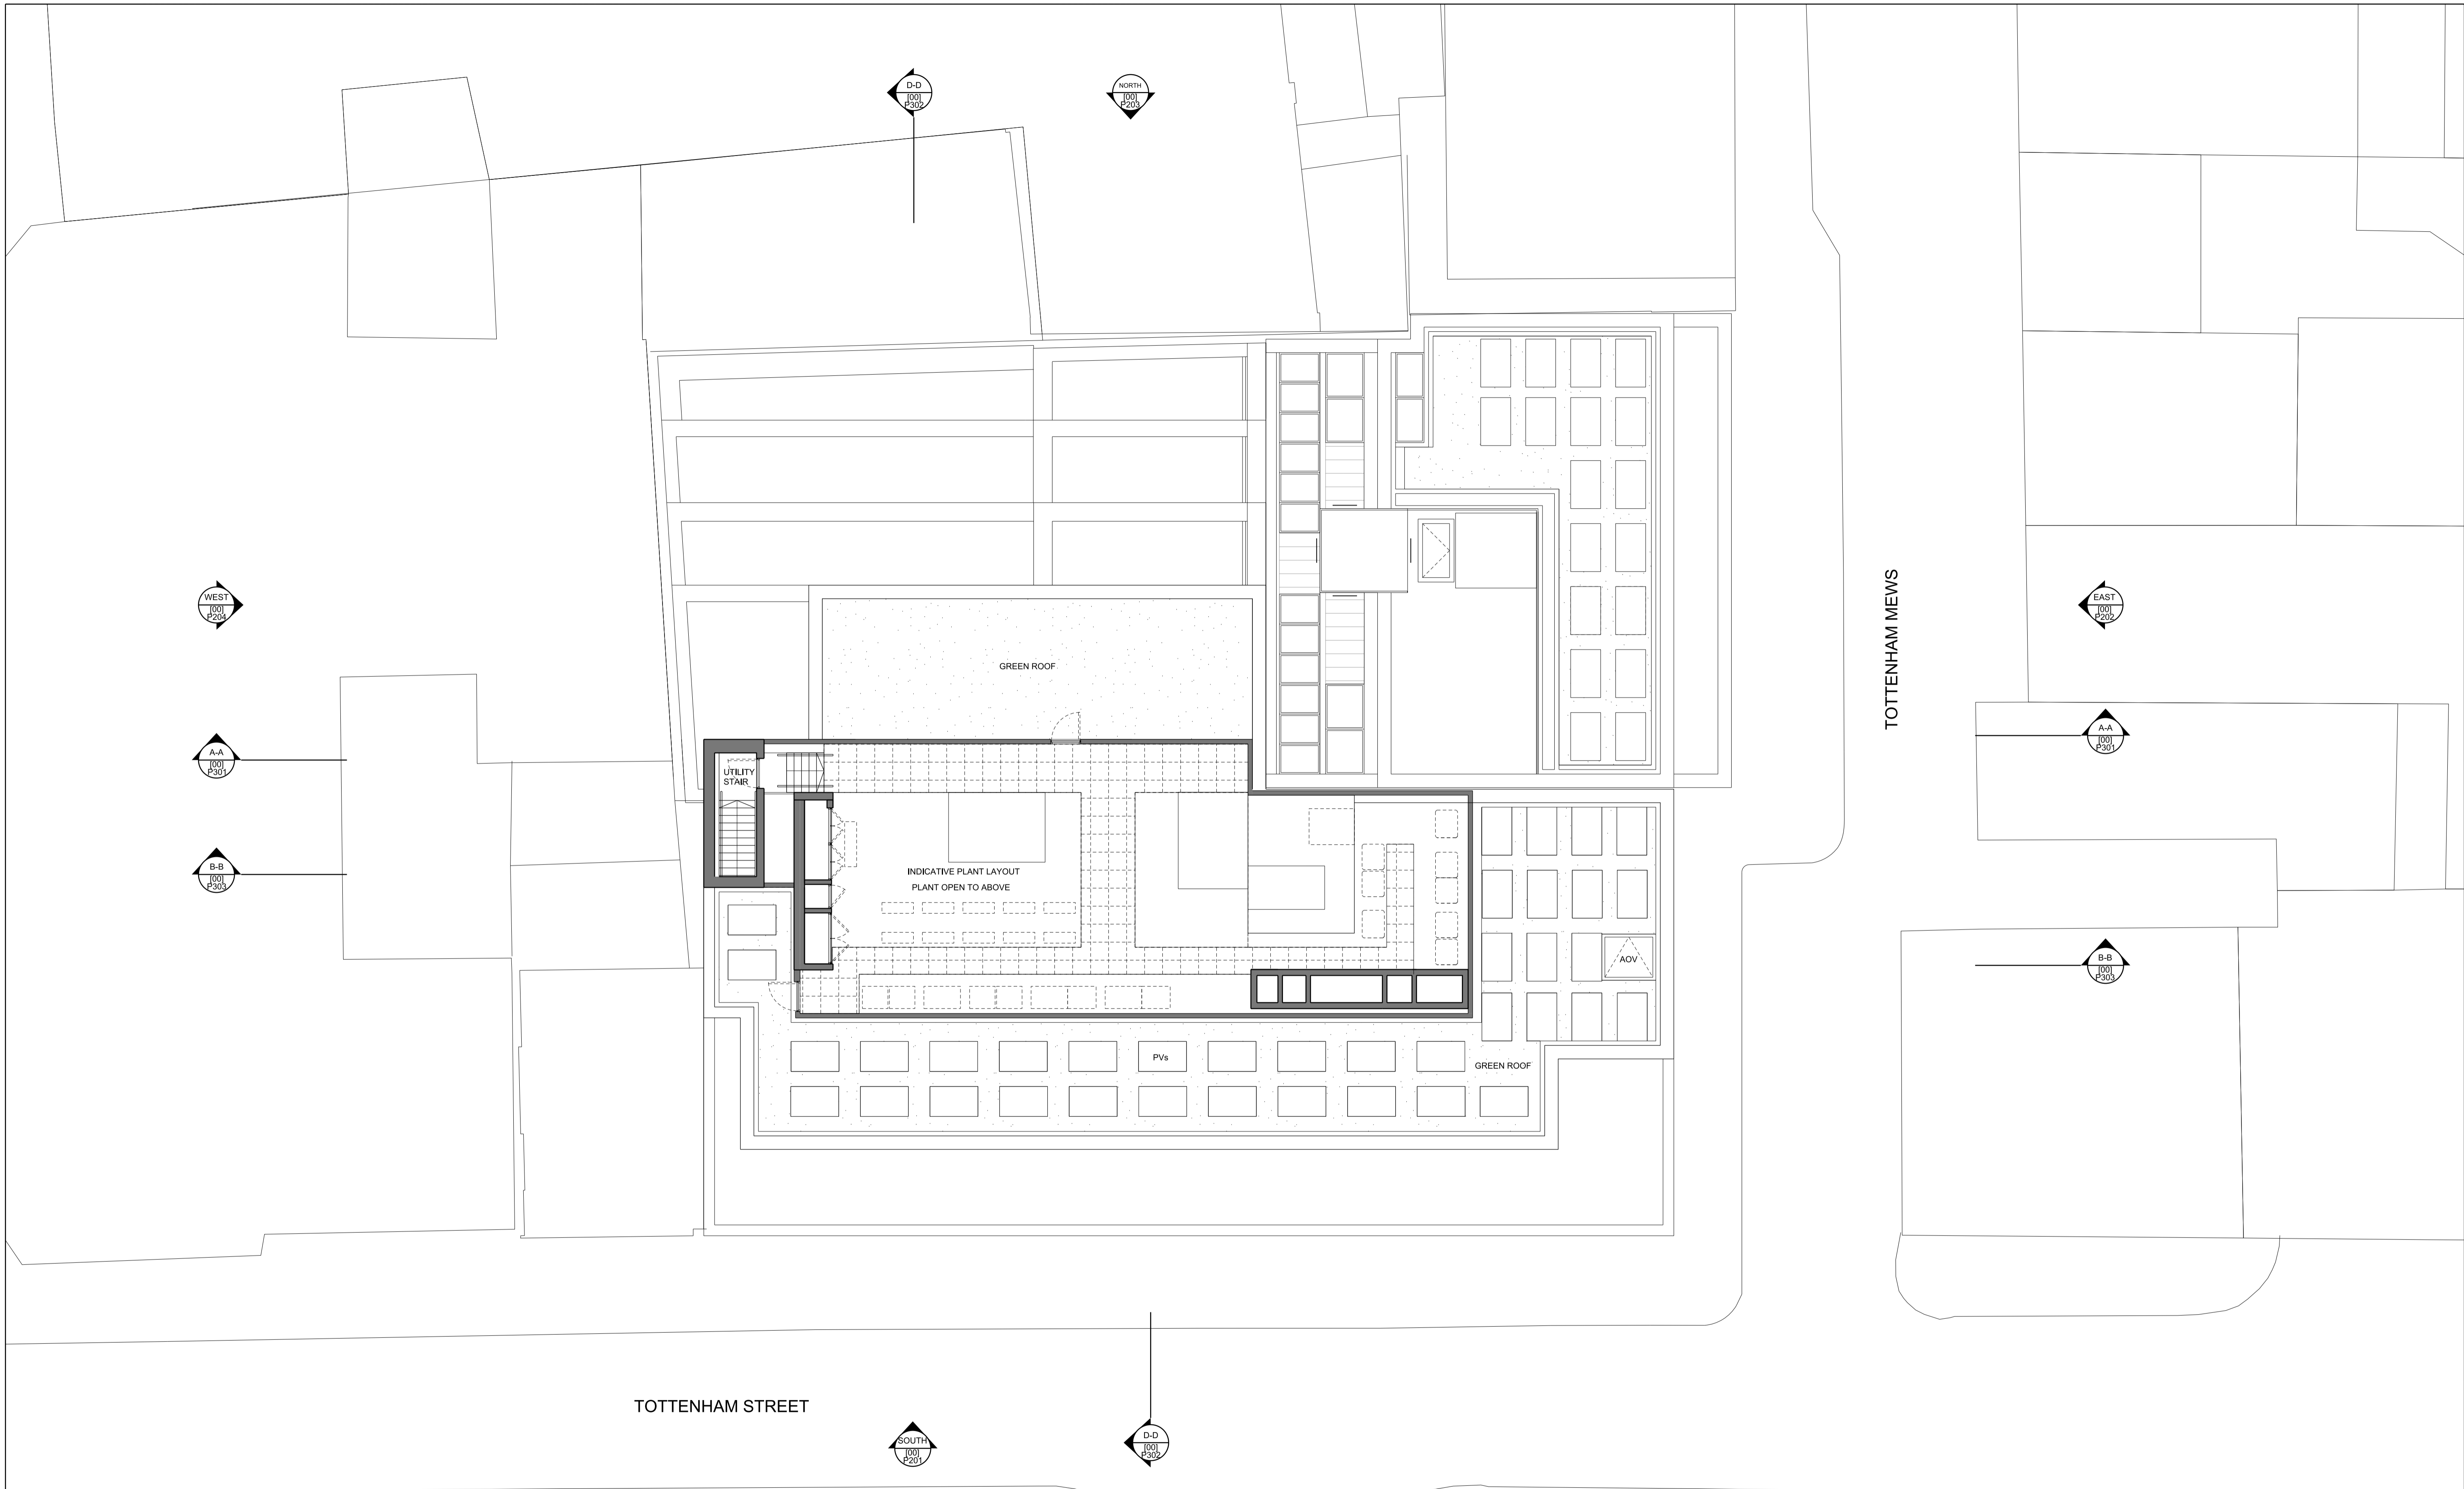 D-D
[00]
P302
NORTH
[00]
P203
WEST
[00]
P204
EAST
[00]
P202
TOTTENHAM MEWS
GREEN ROOF
A-A
[00]
P301
A-A
[00]
P301
UTILITY
STAIR
B-B
[00]
P303
INDICATIVE PLANT LAYOUT
PLANT OPEN TO ABOVE
AOV
B-B
[00]
P303
PVs
GREEN ROOF
TOTTENHAM STREET
SOUTH
[00]
P201
D-D
[00]
P302